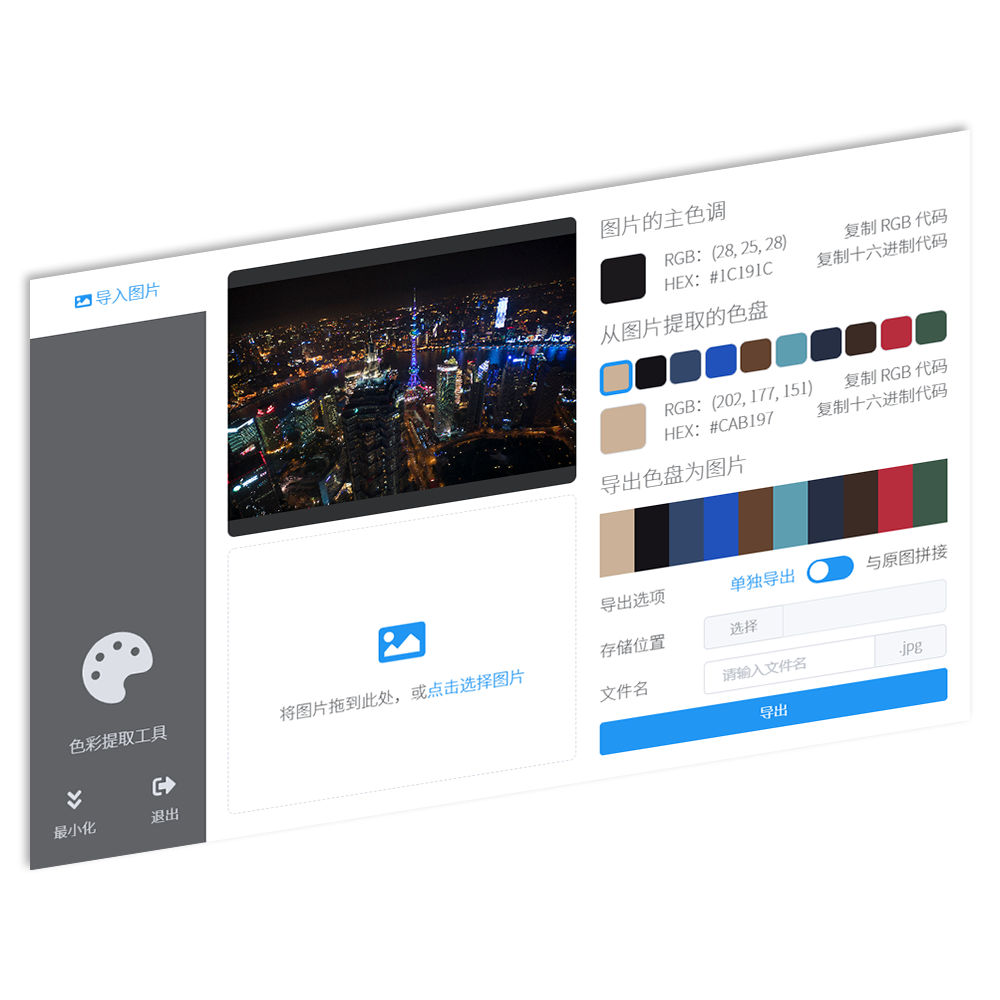 导入图片
色彩提取工具
最小化
退出
将图片拖到此处，或点击选择图片
图片的主色调
RGB： (28, 25, 28)
HEX： #1C191C
复制 RGB 代码
复制十六进制代码
从图片提取的色盘
RGB： (202, 177, 151)
HEX： #CAB197
复制 RGB 代码
复制十六进制代码
导出色盘为图片
导出选项
单独导出
与原图拼接
存储位置
选择
文件名
请输入文件名
.jpg
导出